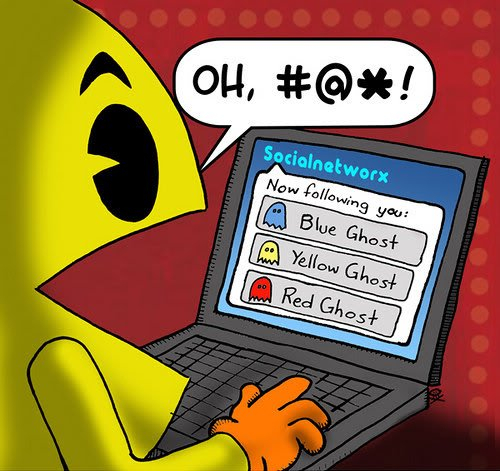 OH, #@*!
Socialnetworx
Now following you:
Blue Ghost
Yellow Ghost
Red Ghost